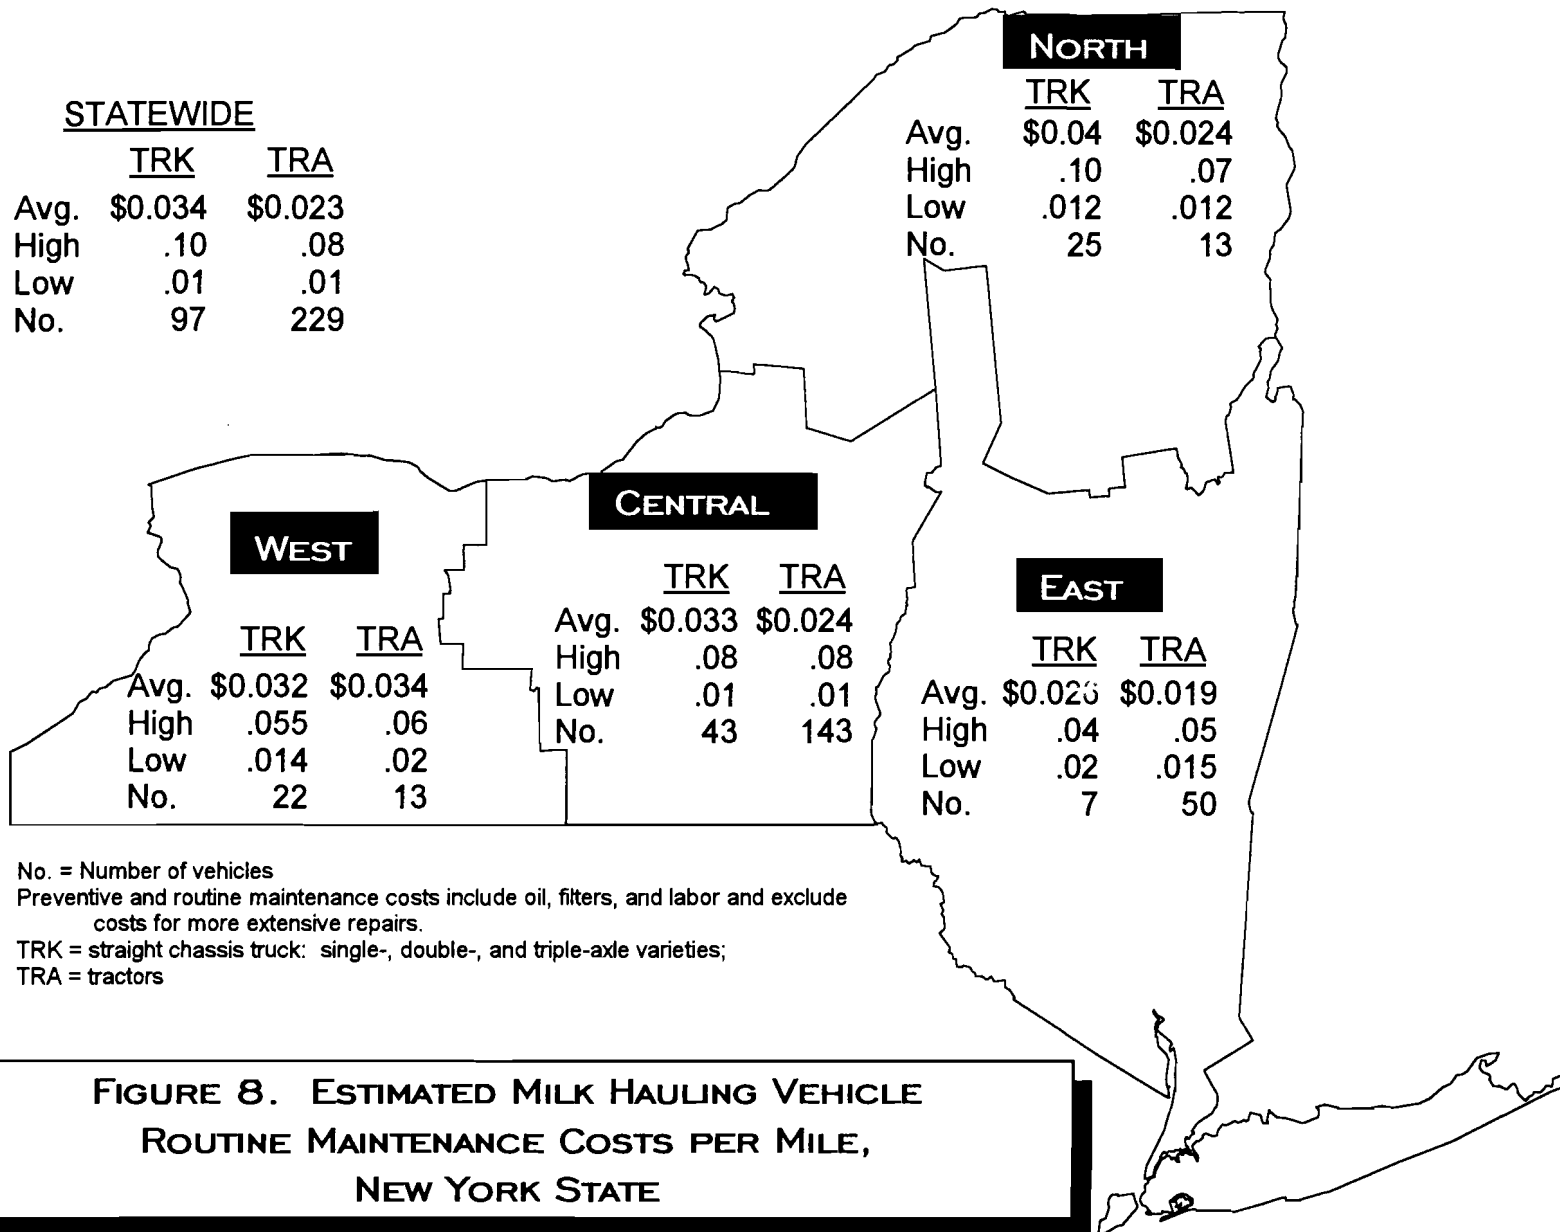 NORTH
TRK TRA
Avg. $0.04 $0.024
High .10 .07
Low .012 .012
No. 25 13
STATEWIDE
TRK TRA
Avg. $0.034 $0.023
High .10 .08
Low .01 .01
No. 97 229
CENTRAL
TRK TRA
Avg. $0.033 $0.024
High .08 .08
Low .01 .01
No. 43 143
WEST
TRK TRA
Avg. $0.032 $0.034
High .055 .06
Low .014 .02
No. 22 13
EAST
TRK TRA
Avg. $0.019
High .04 .05
Low .02 .015
No. 7 50
No. = Number of vehicles
Preventive and routine maintenance costs include oil, filters, and labor and exclude
costs for more extensive repairs.
TRK = straight chassis truck: single-, double-, and triple-axle varieties;
TRA = tractors
FIGURE 8. ESTIMATED MILK HAULING VEHICLE
ROUTINE MAINTENANCE COSTS PER MILE,
NEW YORK STATE